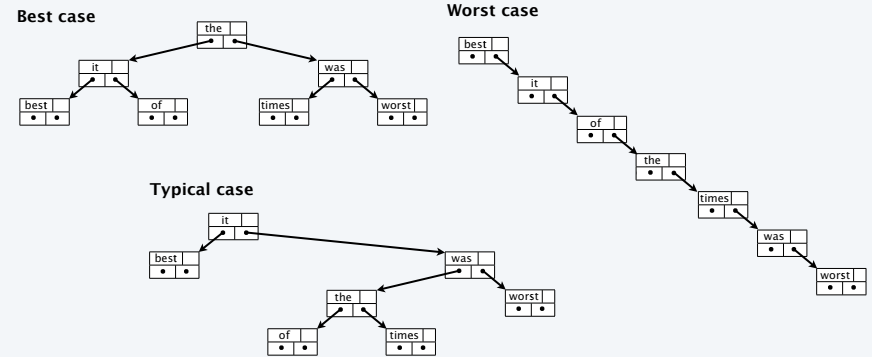 Best case
the
it
was
best
of
times
worst
Worst case
best
it
of
the
times
was
worst
Typical case
it
best
was
the
worst
of
times